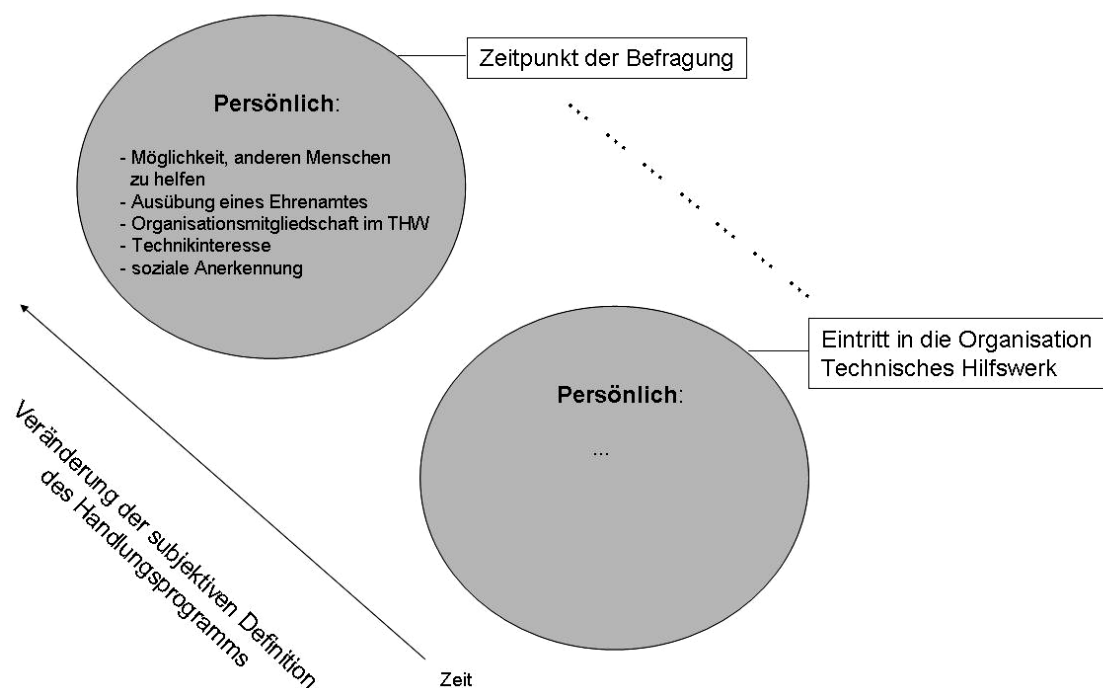 Zeitpunkt der Befragung
Persönlich:
- Möglichkeit, anderen Menschen
zu helfen
- Ausübung eines Ehrenamtes
- Organisationsmitgliedschaft im THW
- Technikinteresse
- soziale Anerkennung
Eintritt in die Organisation
Technisches Hilfswerk
Persönlich:
...
Veränderung der subjektiven Definition
des Handlungsprogramms
Zeit